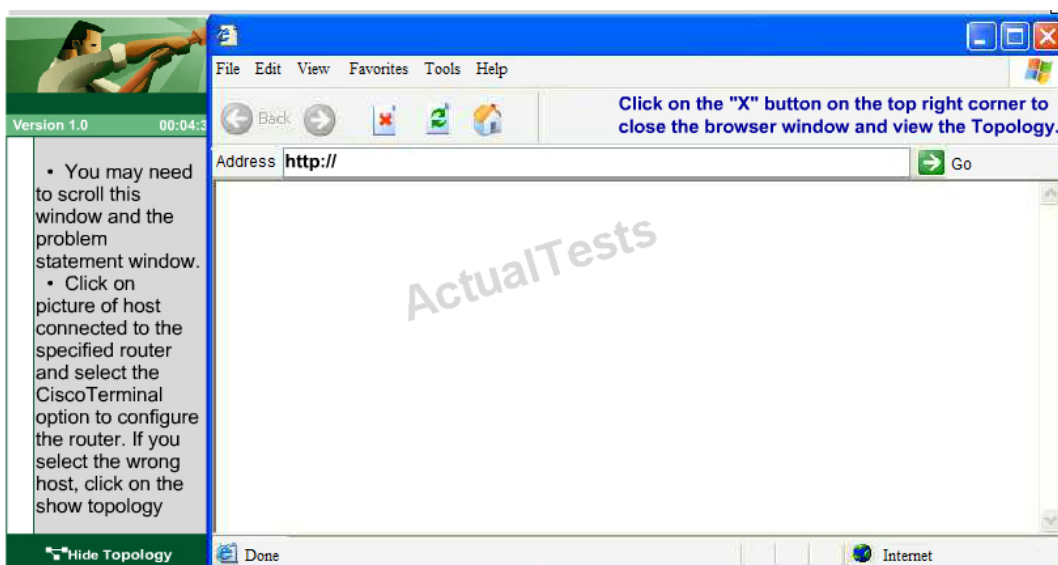 File Edit View Favorites Tools Help
Back
Click on the "X" button on the top right corner to
close the browser window and view the Topology.
Address http://
Go
Version 1.0 00:04:3
• You may need
to scroll this
window and the
problem
statement window.
• Click on
picture of host
connected to the
specified router
and select the
CiscoTerminal
option to configure
the router. If you
select the wrong
host, click on the
show topology
Hide Topology
ActualTests
Done
Internet